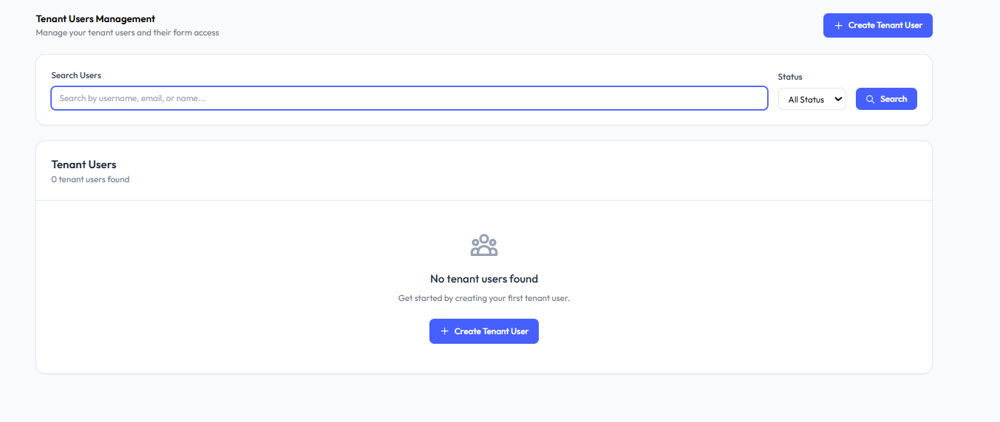 Tenant Users Management
Manage your tenant users and their form access
Create Tenant User
Search Users
Search by username, email, or name...
Status
All Status
Search
Tenant Users
0 tenant users found
No tenant users found
Get started by creating your first tenant user.
Create Tenant User